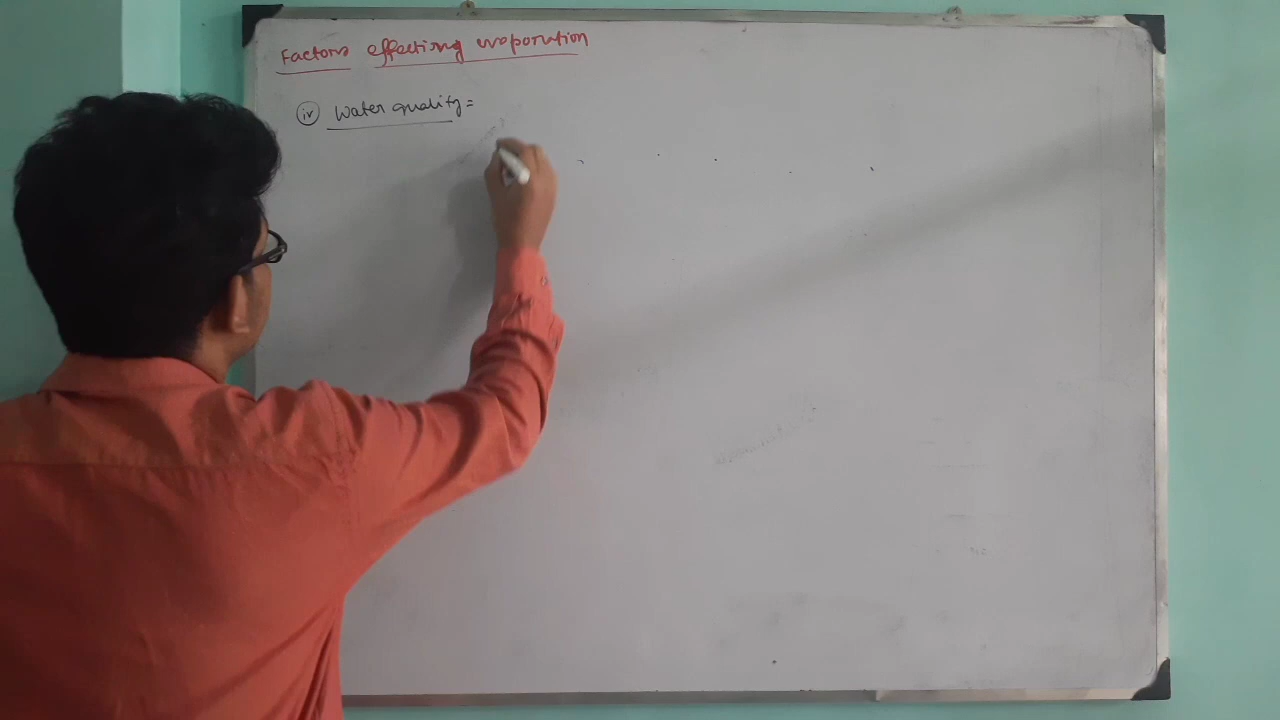 Factors effecting evaporation
(iv) Water quality =